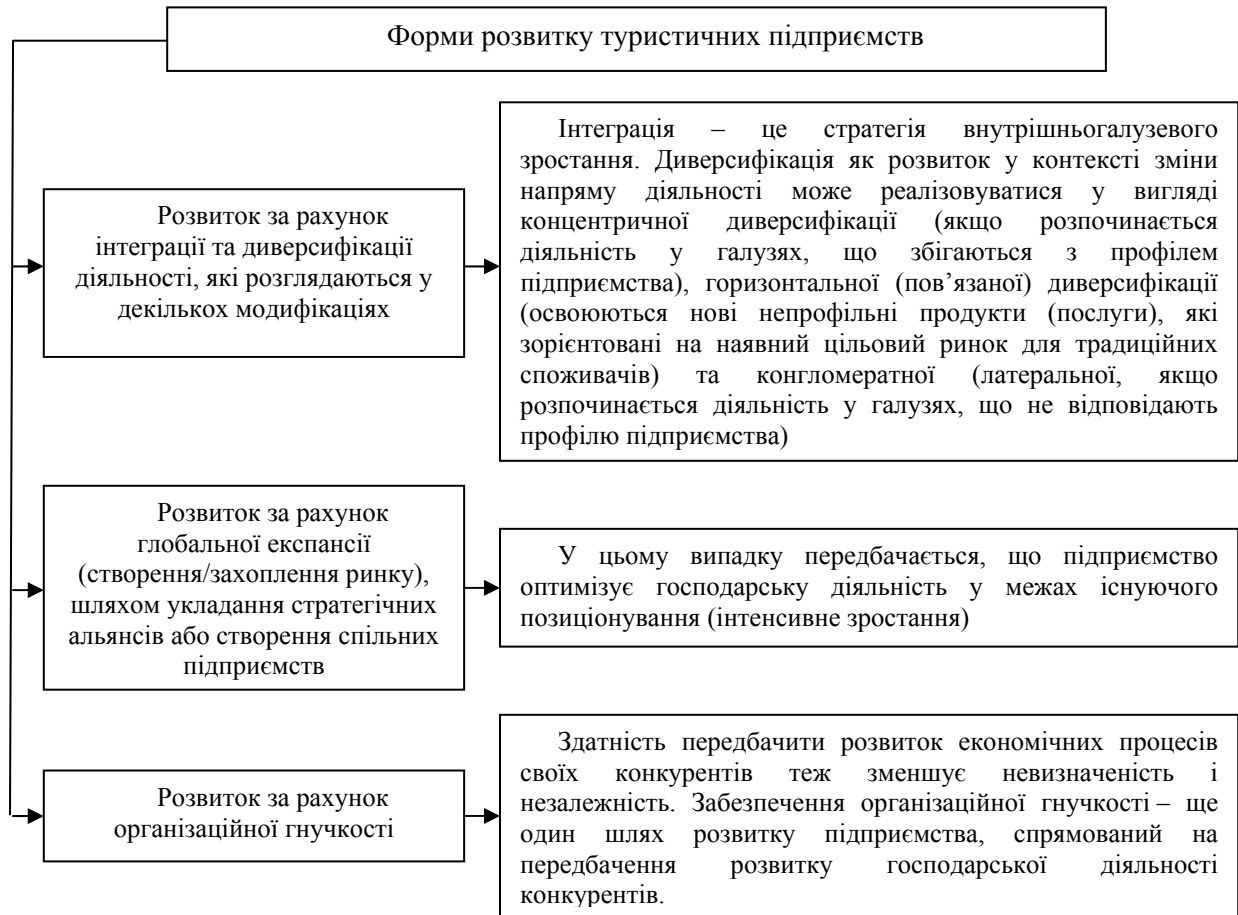 Форми розвитку туристичних підприємств
Розвиток за рахунок
інтеграції та диверсифікації
діяльності, які розглядаються у
декількох модифікаціях
Інтеграція – це стратегія внутрішньогалузевого
зростання. Диверсифікація як розвиток у контексті зміни
напряму діяльності може реалізовуватися у вигляді
концентричної диверсифікації (якщо розпочинається
діяльність у галузях, що збігаються з профілем
підприємства), горизонтальної (пов’язаної) диверсифікації
(освоюються нові непрофільні продукти (послуги), які
зорієнтовані на наявний цільовий ринок для традиційних
споживачів) та конгломератної (латеральної, якщо
розпочинається діяльність у галузях, що не відповідають
профілю підприємства)
Розвиток за рахунок
глобальної експансії
(створення/захоплення ринку),
шляхом укладання стратегічних
альянсів або створення спільних
підприємств
У цьому випадку передбачається, що підприємство
оптимізує господарську діяльність у межах існуючого
позиціонування (інтенсивне зростання)
Розвиток за рахунок
організаційної гнучкості
Здатність передбачити розвиток економічних процесів
своїх конкурентів теж зменшує невизначеність і
незалежність. Забезпечення організаційної гнучкості – ще
один шлях розвитку підприємства, спрямований на
передбачення розвитку господарської діяльності
конкурентів.